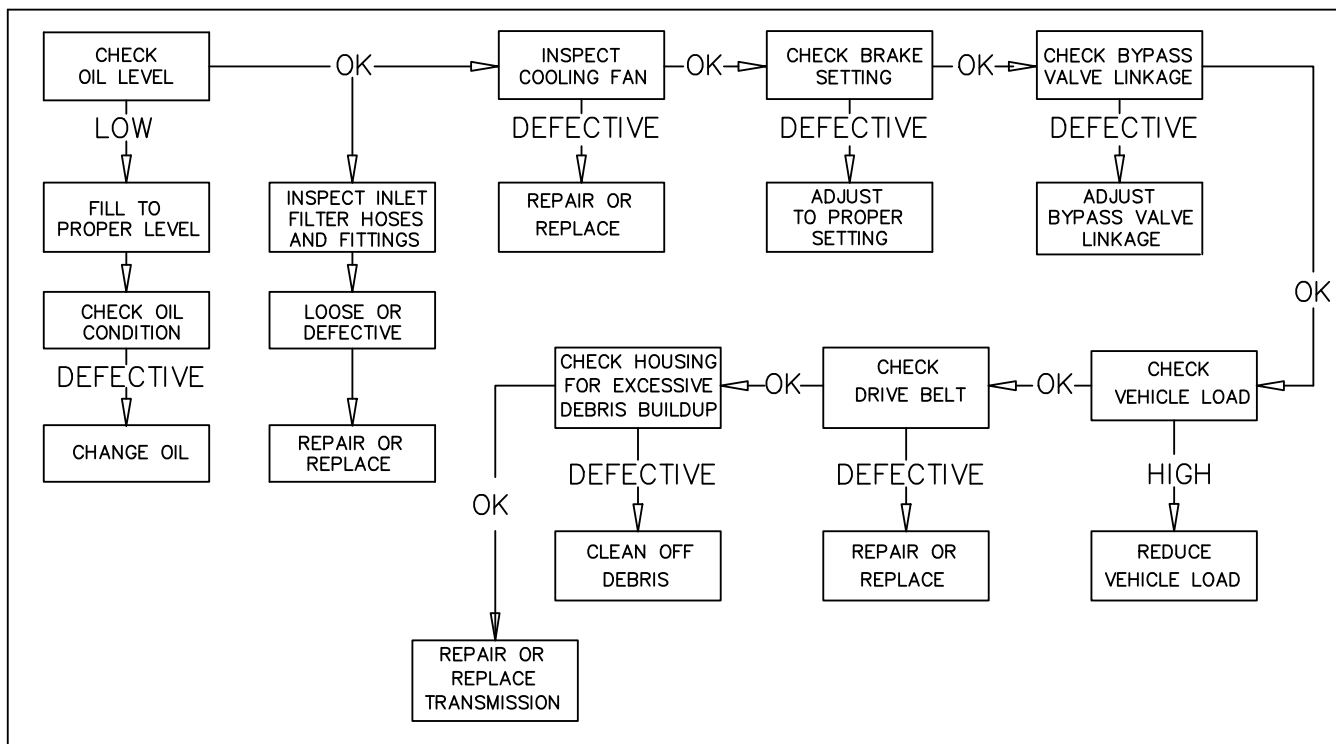 CHECK
OIL LEVEL
OK
INSPECT
COOLING FAN
OK
CHECK BRAKE
SETTING
OK
CHECK BYPASS
VALVE LINKAGE
LOW
DEFECTIVE
DEFECTIVE
DEFECTIVE
FILL TO
PROPER LEVEL
INSPECT INLET
FILTER HOSES
AND FITTINGS
REPAIR OR
REPLACE
ADJUST
TO PROPER
SETTING
ADJUST
BYPASS VALVE
LINKAGE
OK
CHECK OIL
CONDITION
LOOSE OR
DEFECTIVE
DEFECTIVE
CHECK HOUSING
FOR EXCESSIVE
DEBRIS BUILDUP
OK
CHECK
DRIVE BELT
OK
CHECK
VEHICLE LOAD
CHANGE OIL
REPAIR OR
REPLACE
OK
DEFECTIVE
DEFECTIVE
HIGH
CLEAN OFF
DEBRIS
REPAIR OR
REPLACE
REDUCE
VEHICLE LOAD
REPAIR OR
REPLACE
TRANSMISSION